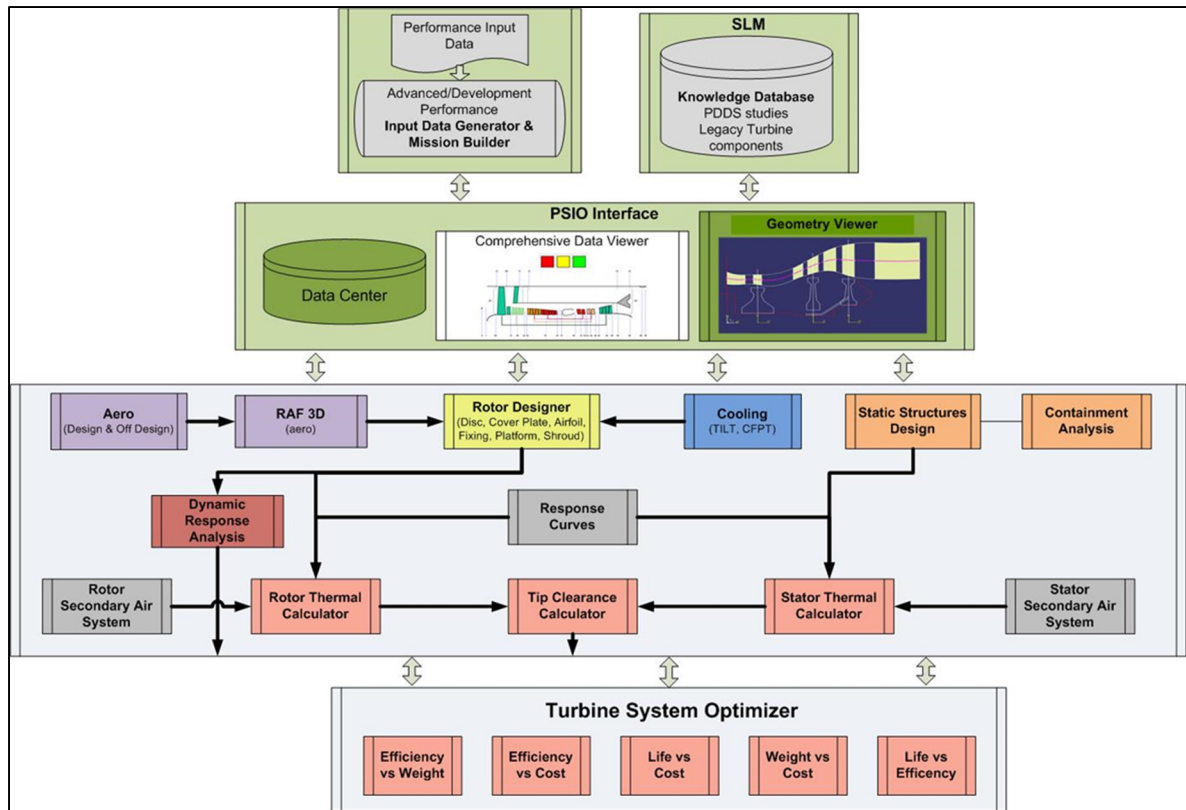 Performance Input
Data
Advanced/Development
Performance
Input Data Generator &
Mission Builder
SLM
Knowledge Database
PDDS studies
Legacy Turbine
components
PSIO Interface
Data Center
Comprehensive Data Viewer
Geometry Viewer
Aero
(Design & Off Design)
RAF 3D
(aero)
Rotor Designer
(Disc, Cover Plate, Airfoil,
Fixing, Platform, Shroud)
Cooling
(TILT, CFPT)
Static Structures
Design
Containment
Analysis
Dynamic
Response
Analysis
Response
Curves
Rotor
Secondary Air
System
Rotor Thermal
Calculator
Tip Clearance
Calculator
Stator Thermal
Calculator
Stator
Secondary Air
System
Turbine System Optimizer
Efficiency
vs Weight
Efficiency
vs Cost
Life vs
Cost
Weight vs
Cost
Life vs
Efficency